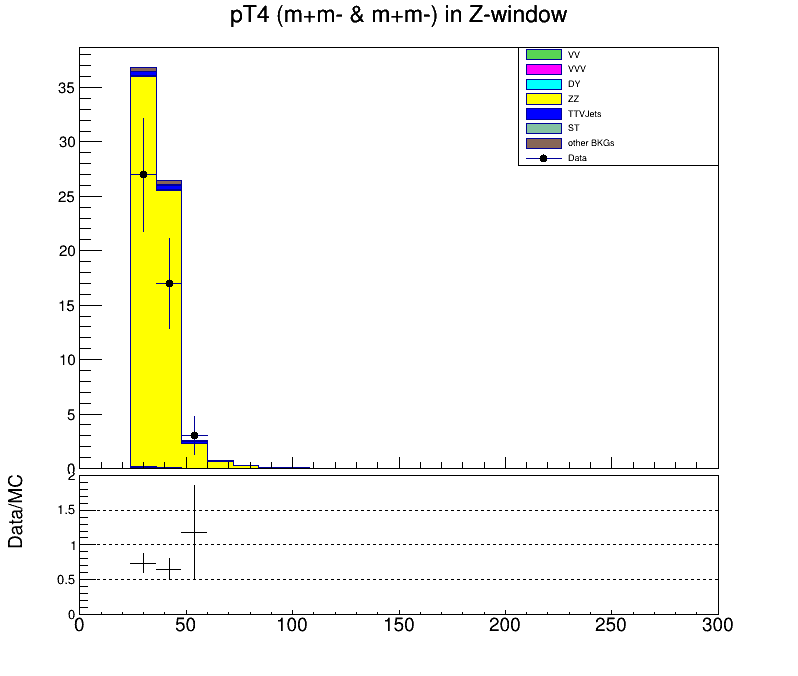 pT4 (m+m- & m+m-) in Z-window
VV
VVV
DY
ZZ
TTVJets
ST
other BKGs
Data
35
30
25
20
15
10
5
0
Data/MC
2
1.5
1
0.5
0
0 50 100 150 200 250 300